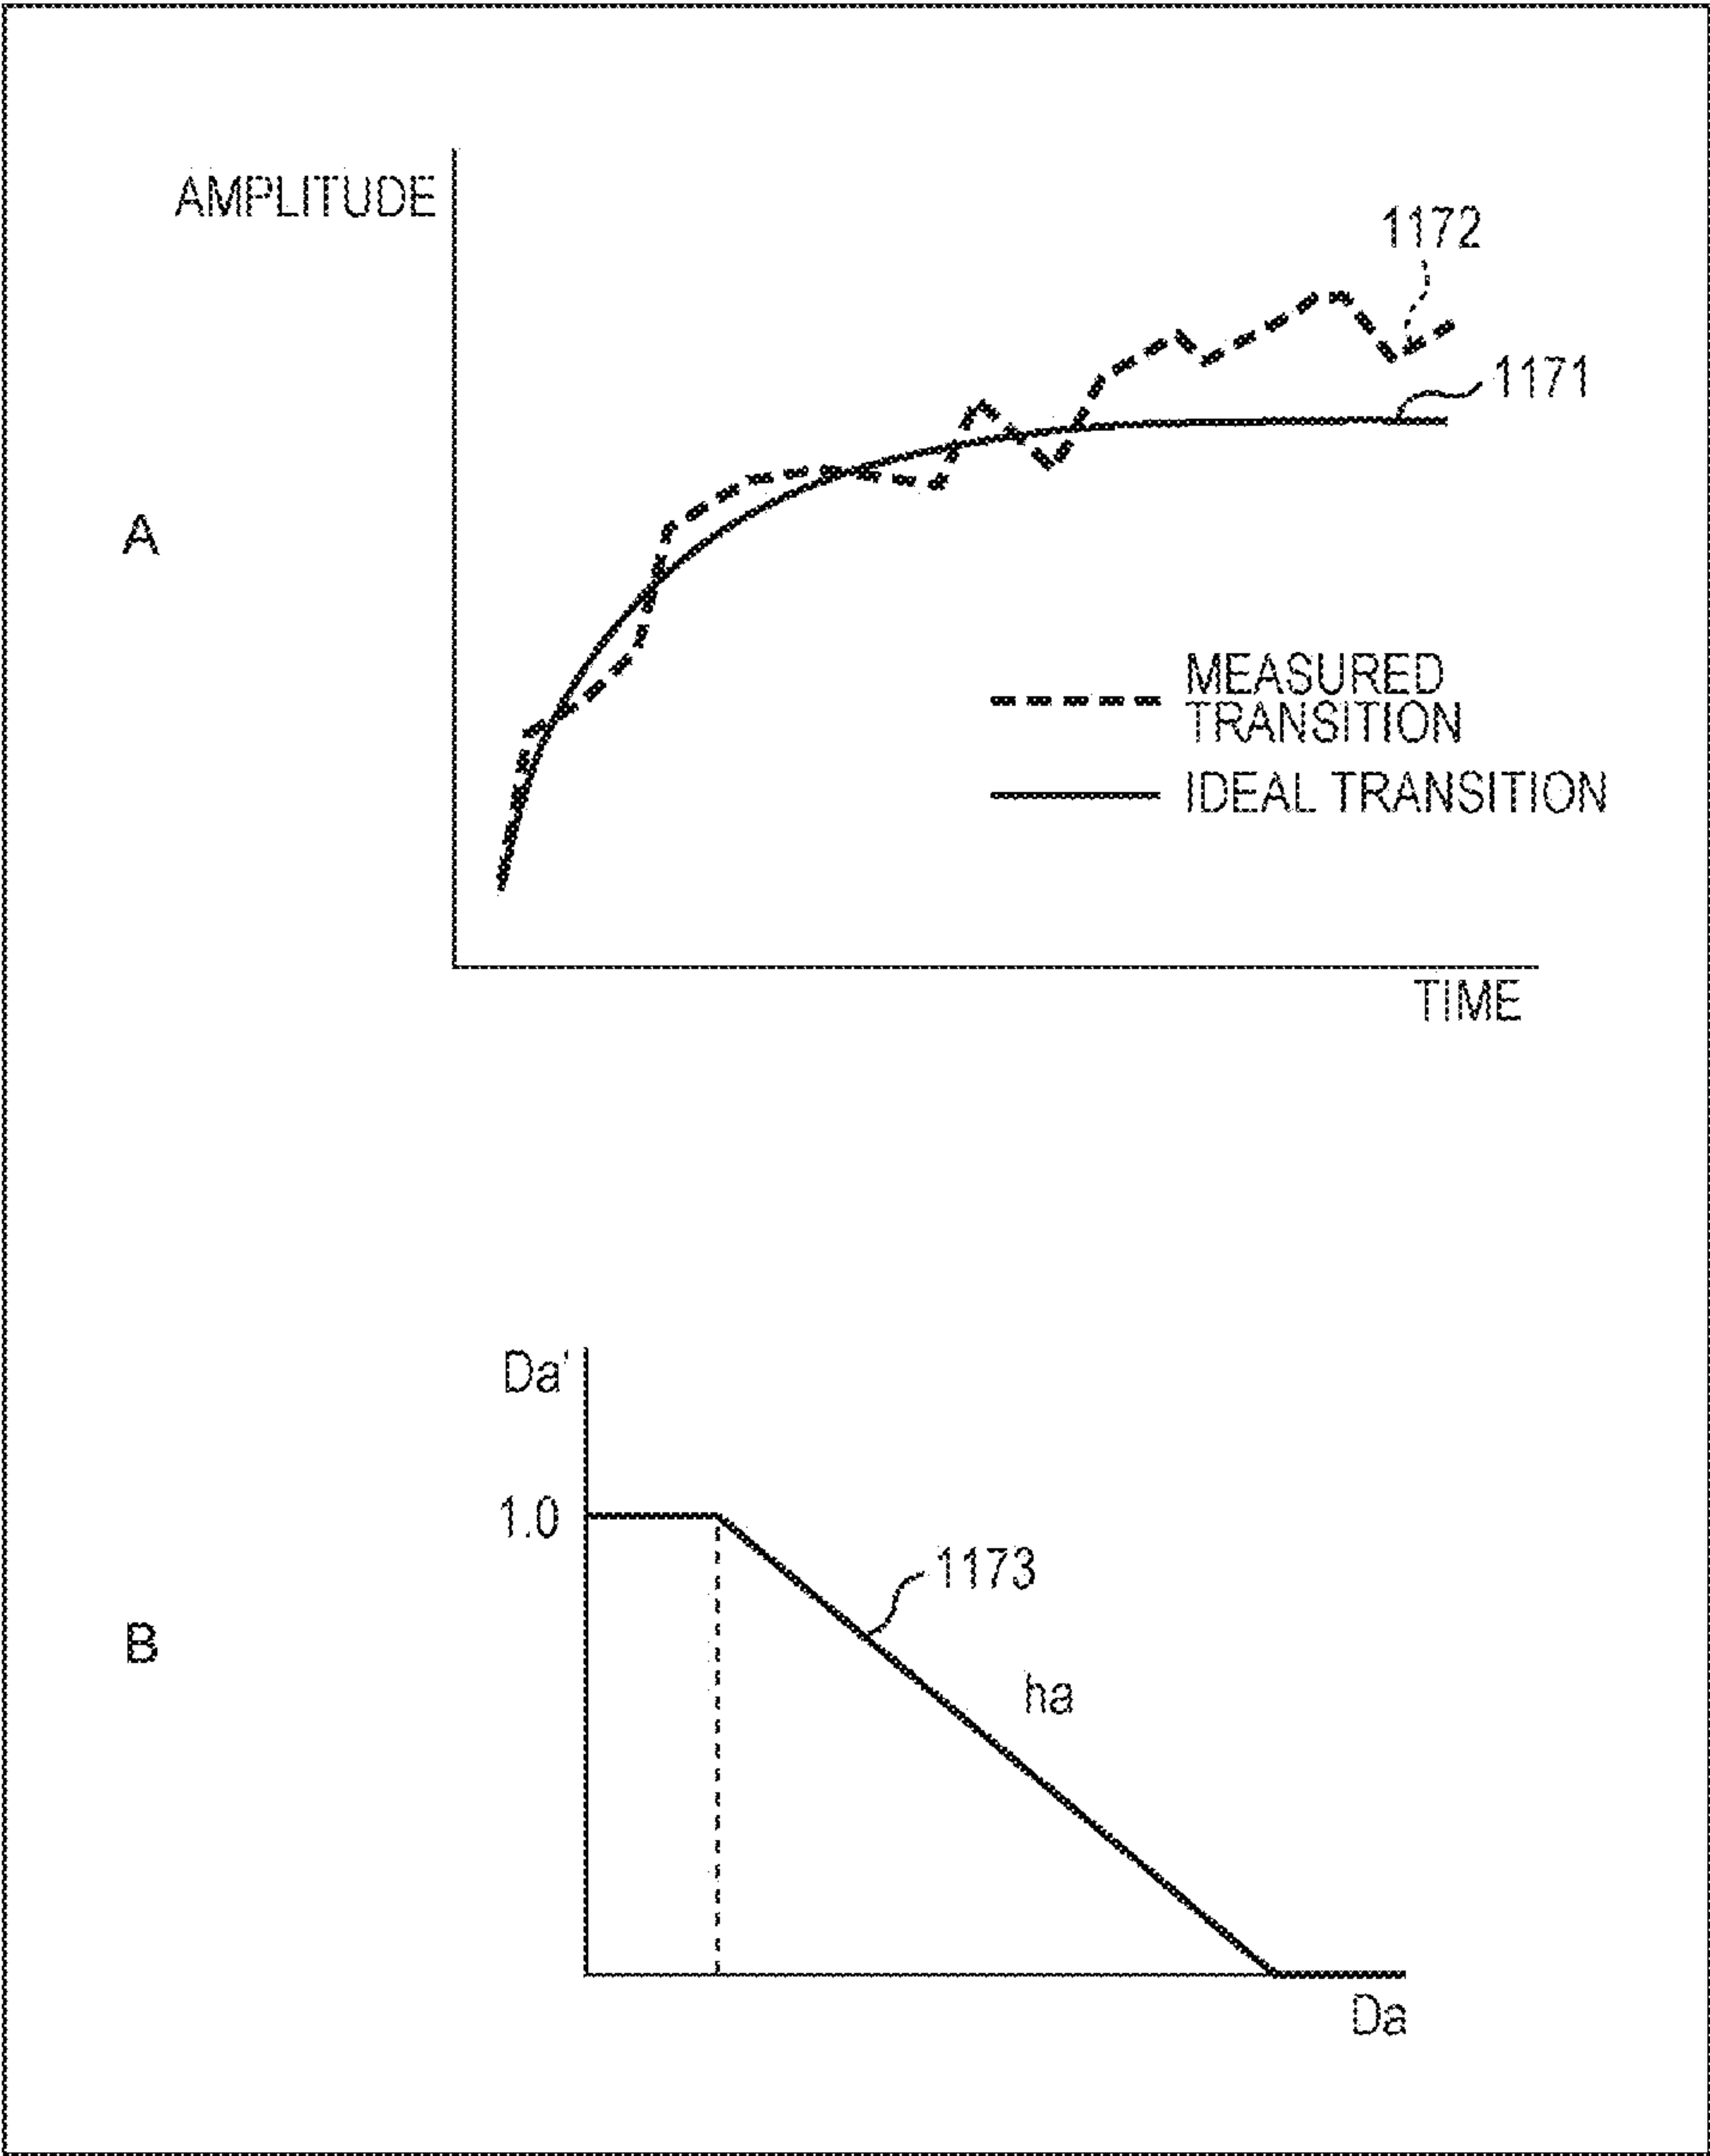 AMPLITUDE
1172
1171
A
MEASURED
TRANSITION
IDEAL TRANSITION
TIME
Da'
1.0
1173
B
ha
Da